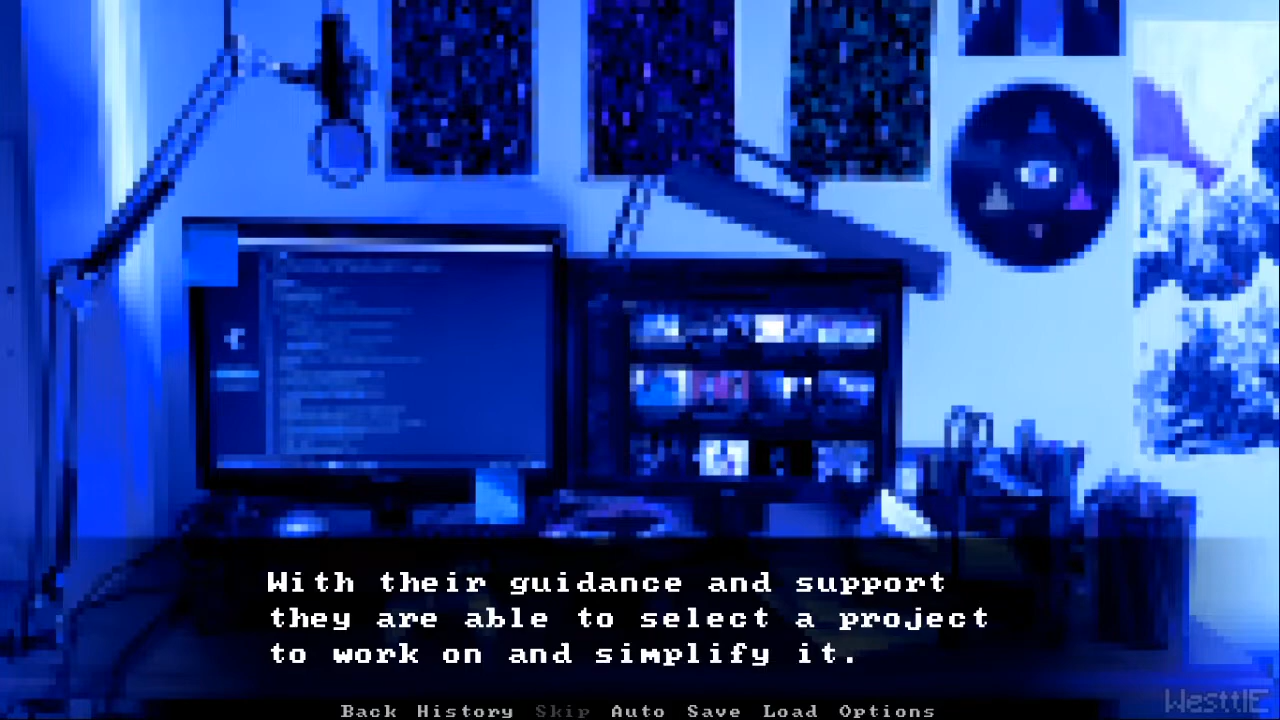 With their guidance and support
they are able to select a project
to work on and simplify it.
Back History Skip Auto Save Load Options
WesttIE